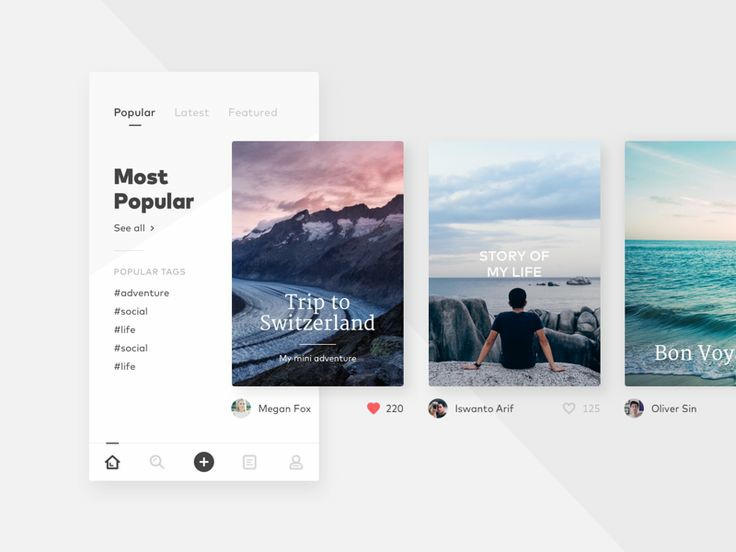 Popular Latest Featured
Most
Popular
See all >
POPULAR TAGS
#adventure
#social
#life
#social
#life
Trip to
Switzerland
My mini adventure
Megan Fox
220
STORY OF
MY LIFE
Iswanto Arif
125
Bon Voy
Oliver Sin